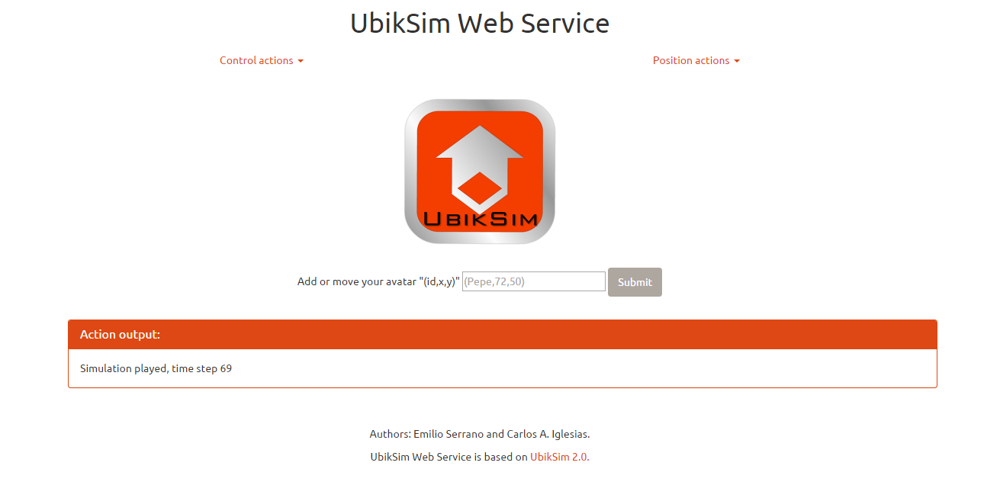 UbikSim Web Service
Control actions Position actions
UbikSim
Add or move your avatar "(id,x,y)" (Pepe,72,50) Submit
Action output:
Simulation played, time step 69
Authors: Emilio Serrano and Carlos A. Iglesias.
UbikSim Web Service is based on UbikSim 2.0.